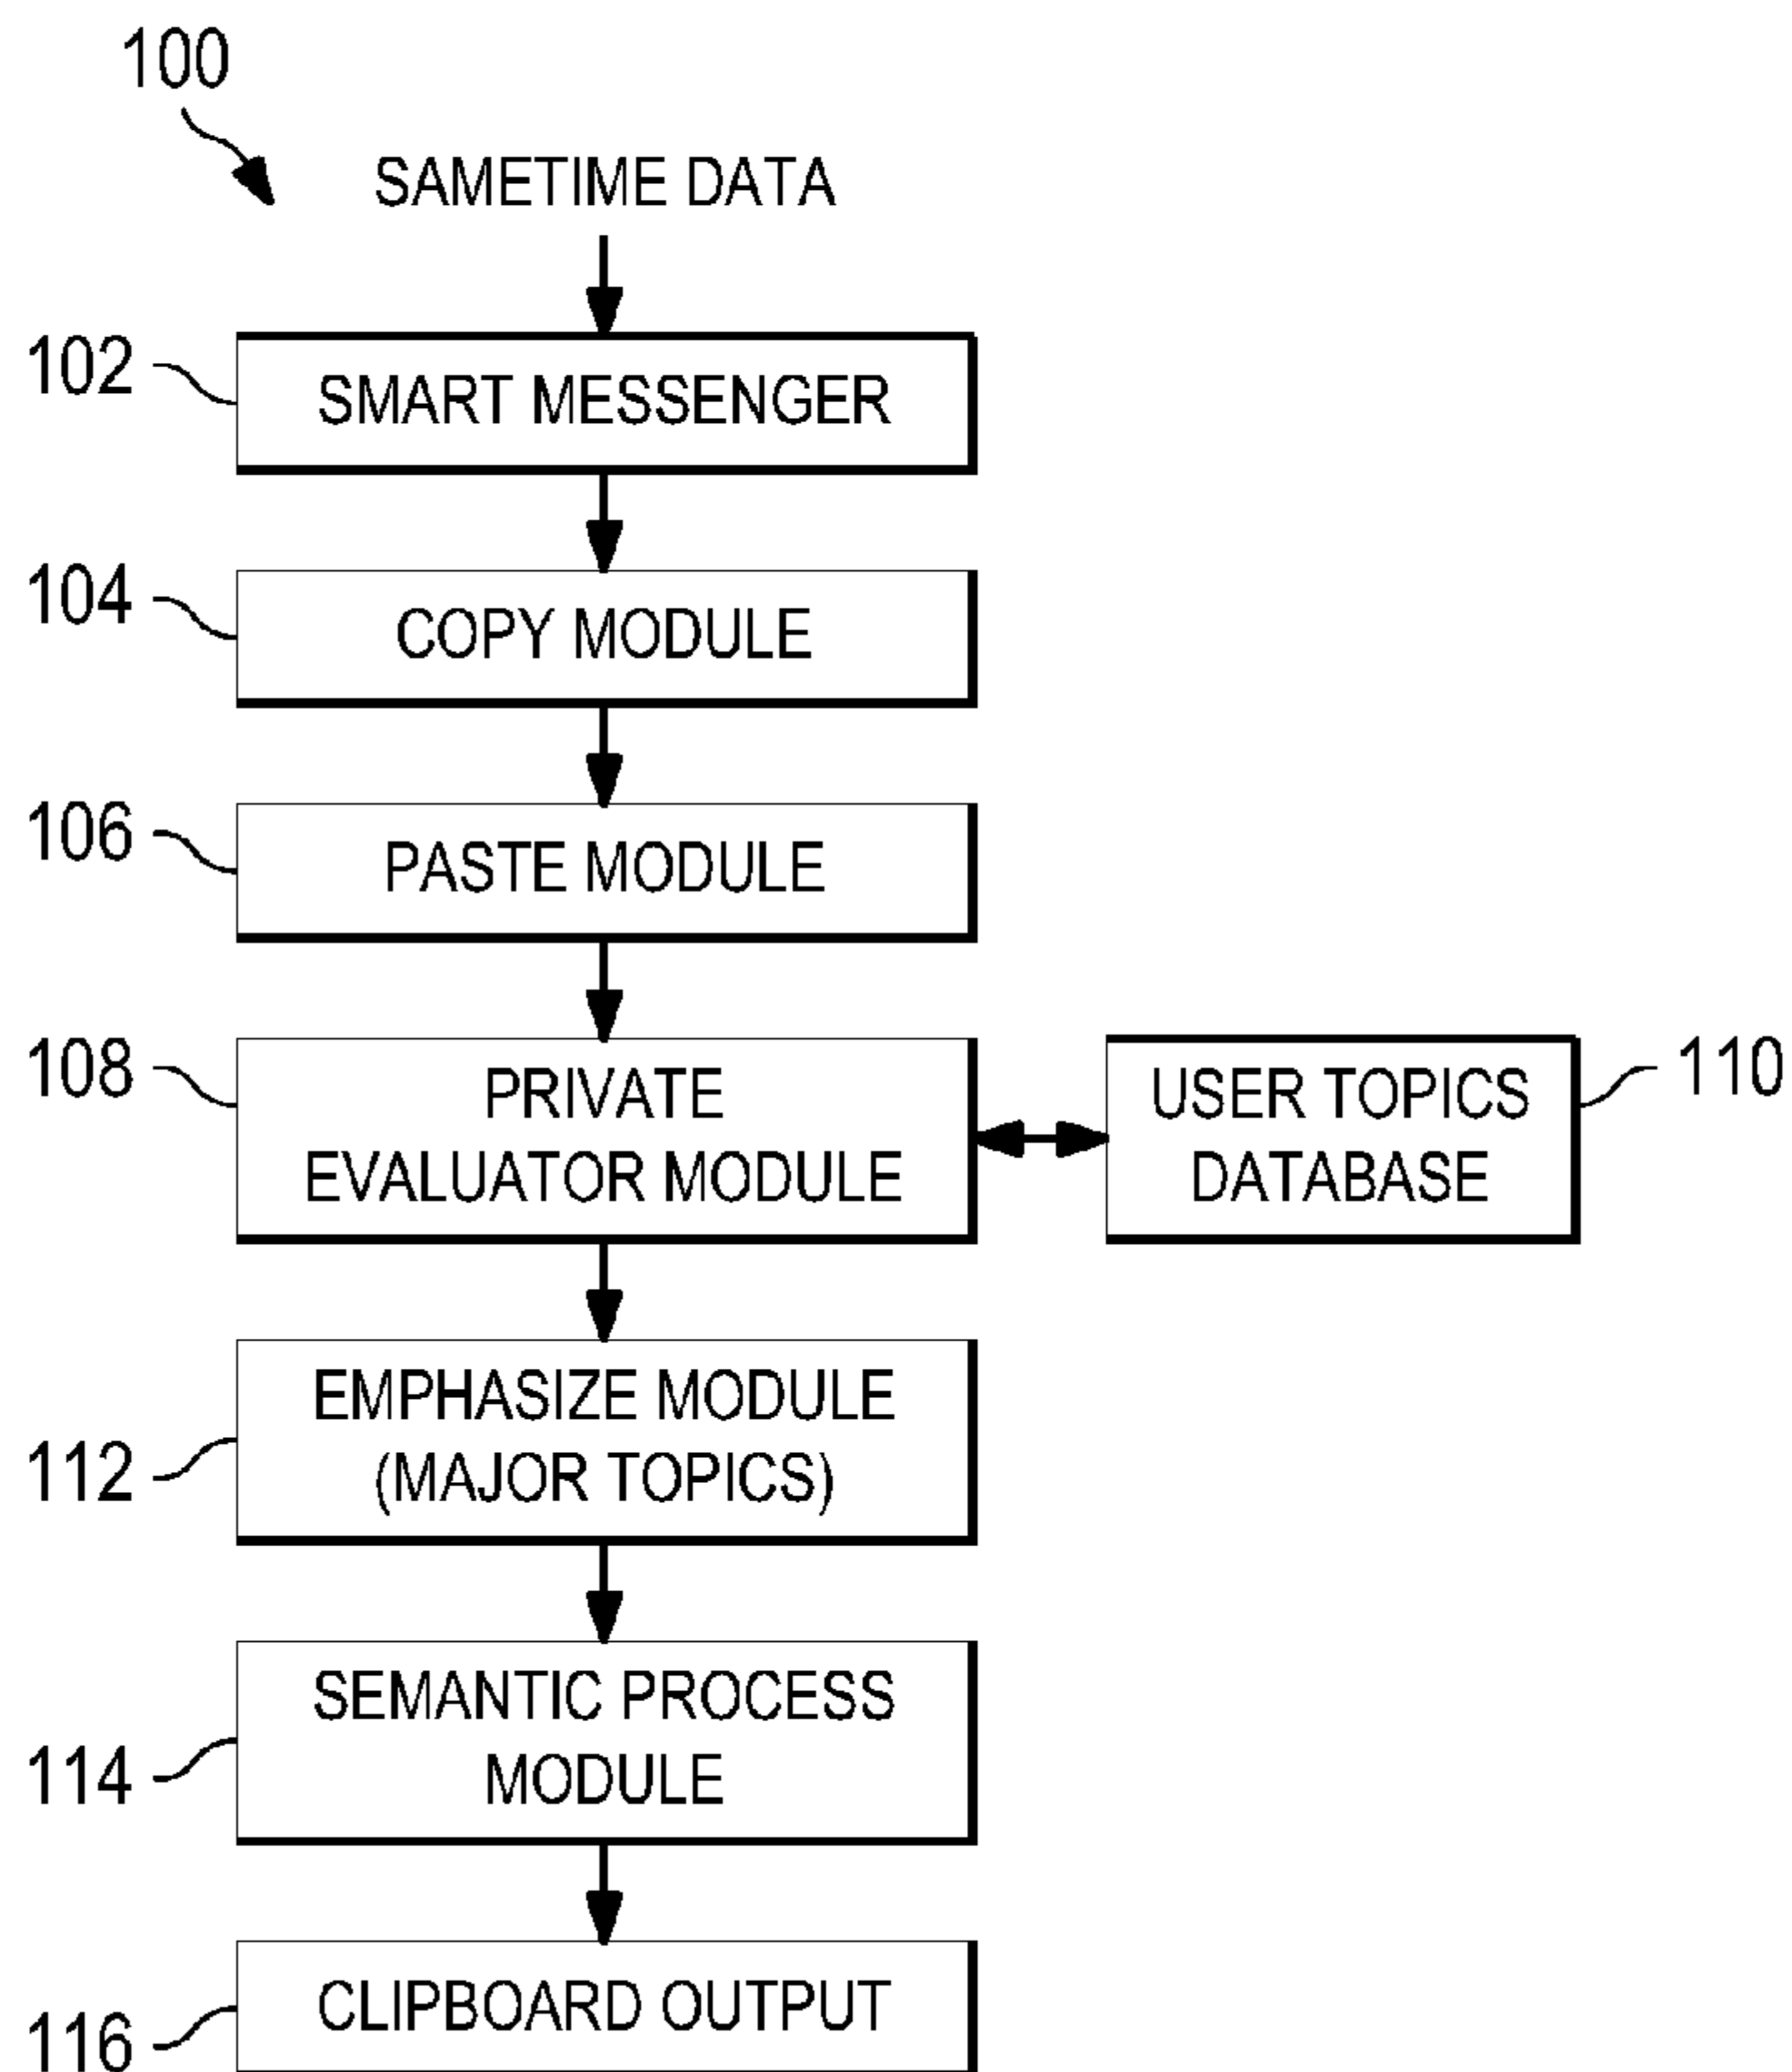 100
SAMETIME DATA
102
SMART MESSENGER
104
COPY MODULE
106
PASTE MODULE
108
PRIVATE
EVALUATOR MODULE
USER TOPICS
DATABASE
110
112
EMPHASIZE MODULE
(MAJOR TOPICS)
114
SEMANTIC PROCESS
MODULE
116
CLIPBOARD OUTPUT